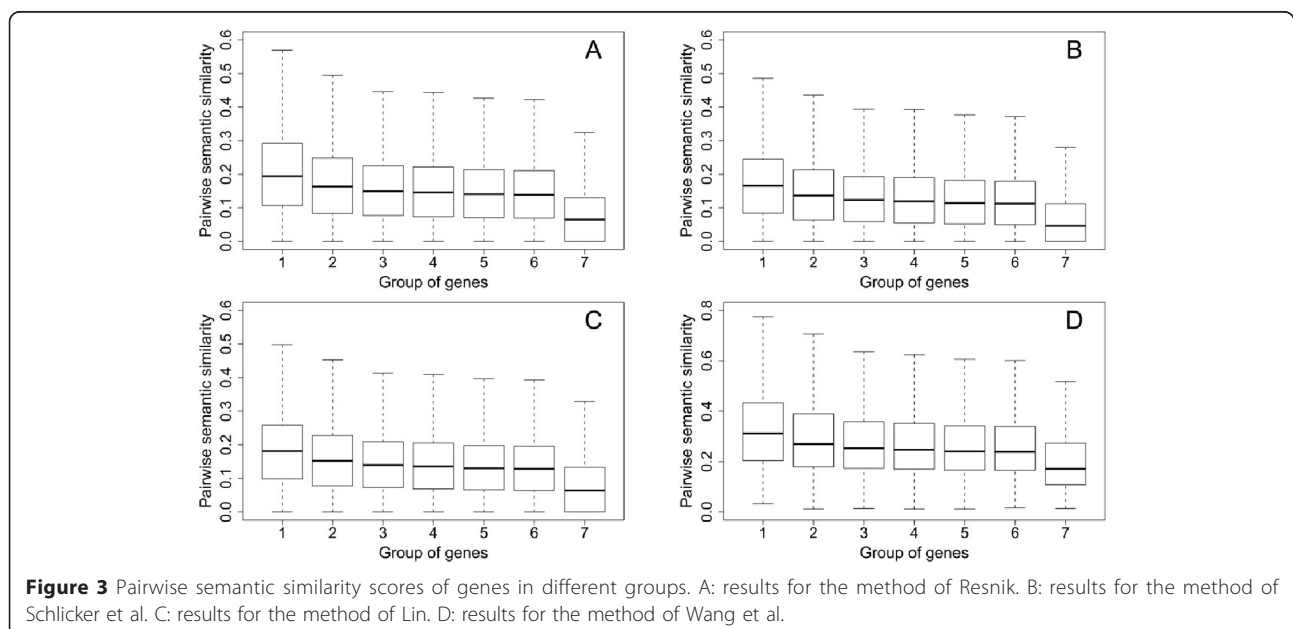 A
Pairwise semantic similarity
0.6
0.5
0.4
0.3
0.2
0.1
0.0
1 2 3 4 5 6 7
Group of genes
B
Pairwise semantic similarity
0.6
0.5
0.4
0.3
0.2
0.1
0.0
1 2 3 4 5 6 7
Group of genes
C
Pairwise semantic similarity
0.6
0.5
0.4
0.3
0.2
0.1
0.0
1 2 3 4 5 6 7
Group of genes
D
Pairwise semantic similarity
0.8
0.6
0.4
0.2
0.0
1 2 3 4 5 6 7
Group of genes
Figure 3 Pairwise semantic similarity scores of genes in different groups. A: results for the method of Resnik. B: results for the method of
Schlicker et al. C: results for the method of Lin. D: results for the method of Wang et al.